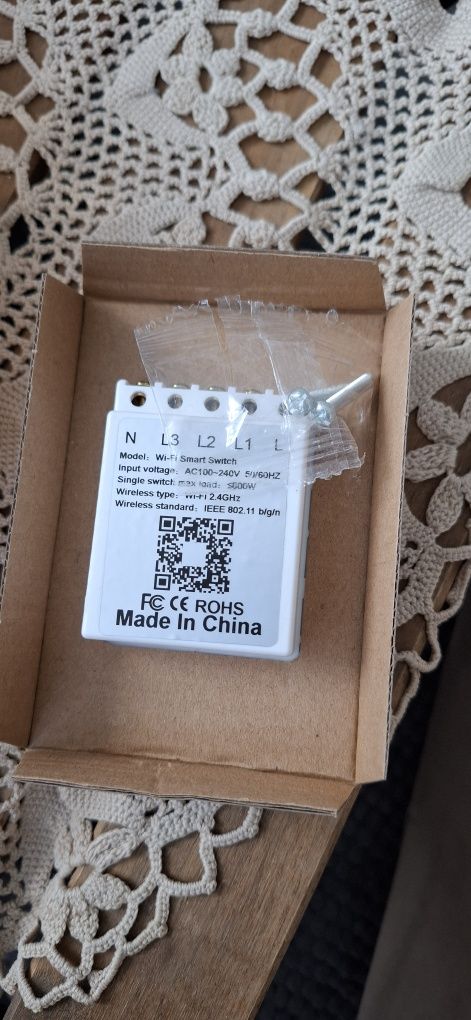 N L3 L2 L1 L
Model: Wi-Fi Smart Switch
Input voltage: AC100~240V 50/60HZ
Single switch max load: ≤600W
Wireless type: Wi-Fi 2.4GHz
Wireless standard: IEEE 802.11 b/g/n
FC CE ROHS
Made In China